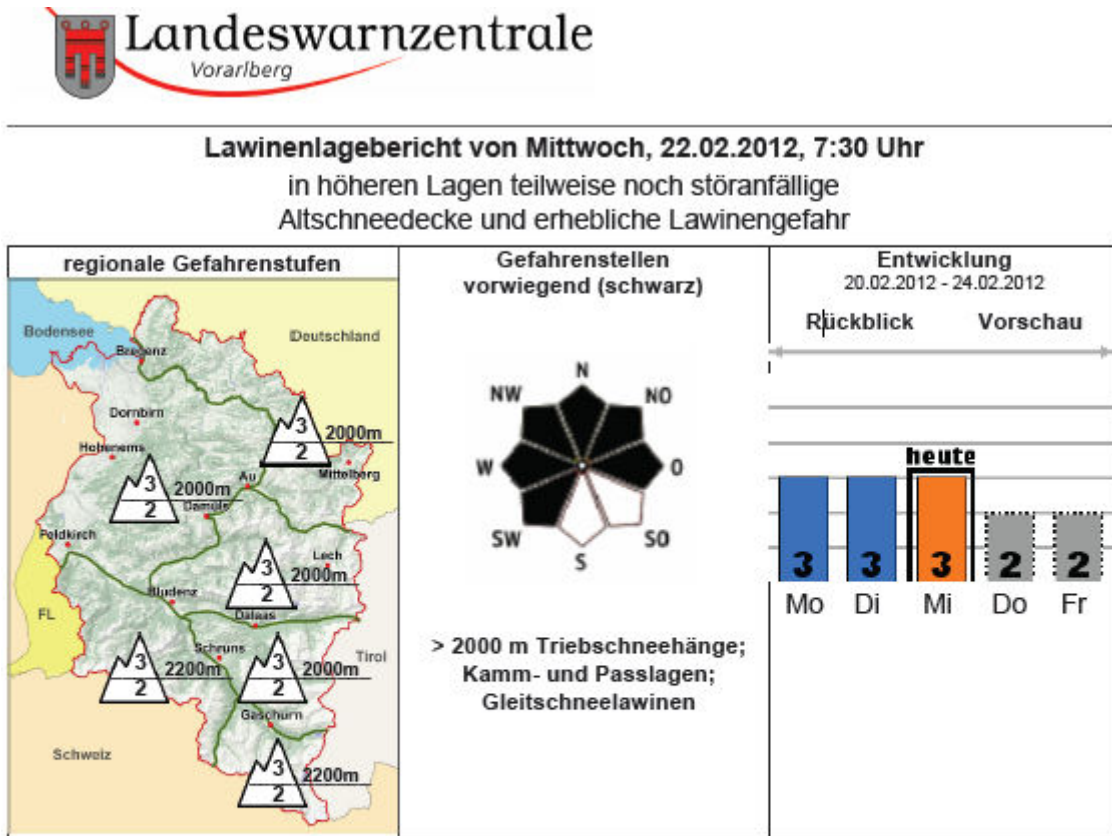 Landeswarnzentrale
Vorarlberg
Lawinenlagebericht von Mittwoch, 22.02.2012, 7:30 Uhr
in höheren Lagen teilweise noch störanfällige
Altschneedecke und erhebliche Lawinengefahr
regionale Gefahrenstufen
Bodensee
Deutschland
Bregenz
Dornbirn
3
2
2000m
Hohenems
Mittelberg
Au
3
2
2000m
Damüls
Feldkirch
Lech
3
2
2000m
Bludenz
FL
Dalaas
Schruns
Tirol
3
2
2200m
3
2
2000m
Gaschurn
Schweiz
3
2
2200m
Gefahrenstellen
vorwiegend (schwarz)
N
NW
NO
W
O
SW
SO
S
> 2000 m Triebschneehänge;
Kamm- und Passlagen;
Gleitschneelawinen
Entwicklung
20.02.2012 - 24.02.2012
Rückblick Vorschau
heute
3 3 3 2 2
Mo Di Mi Do Fr